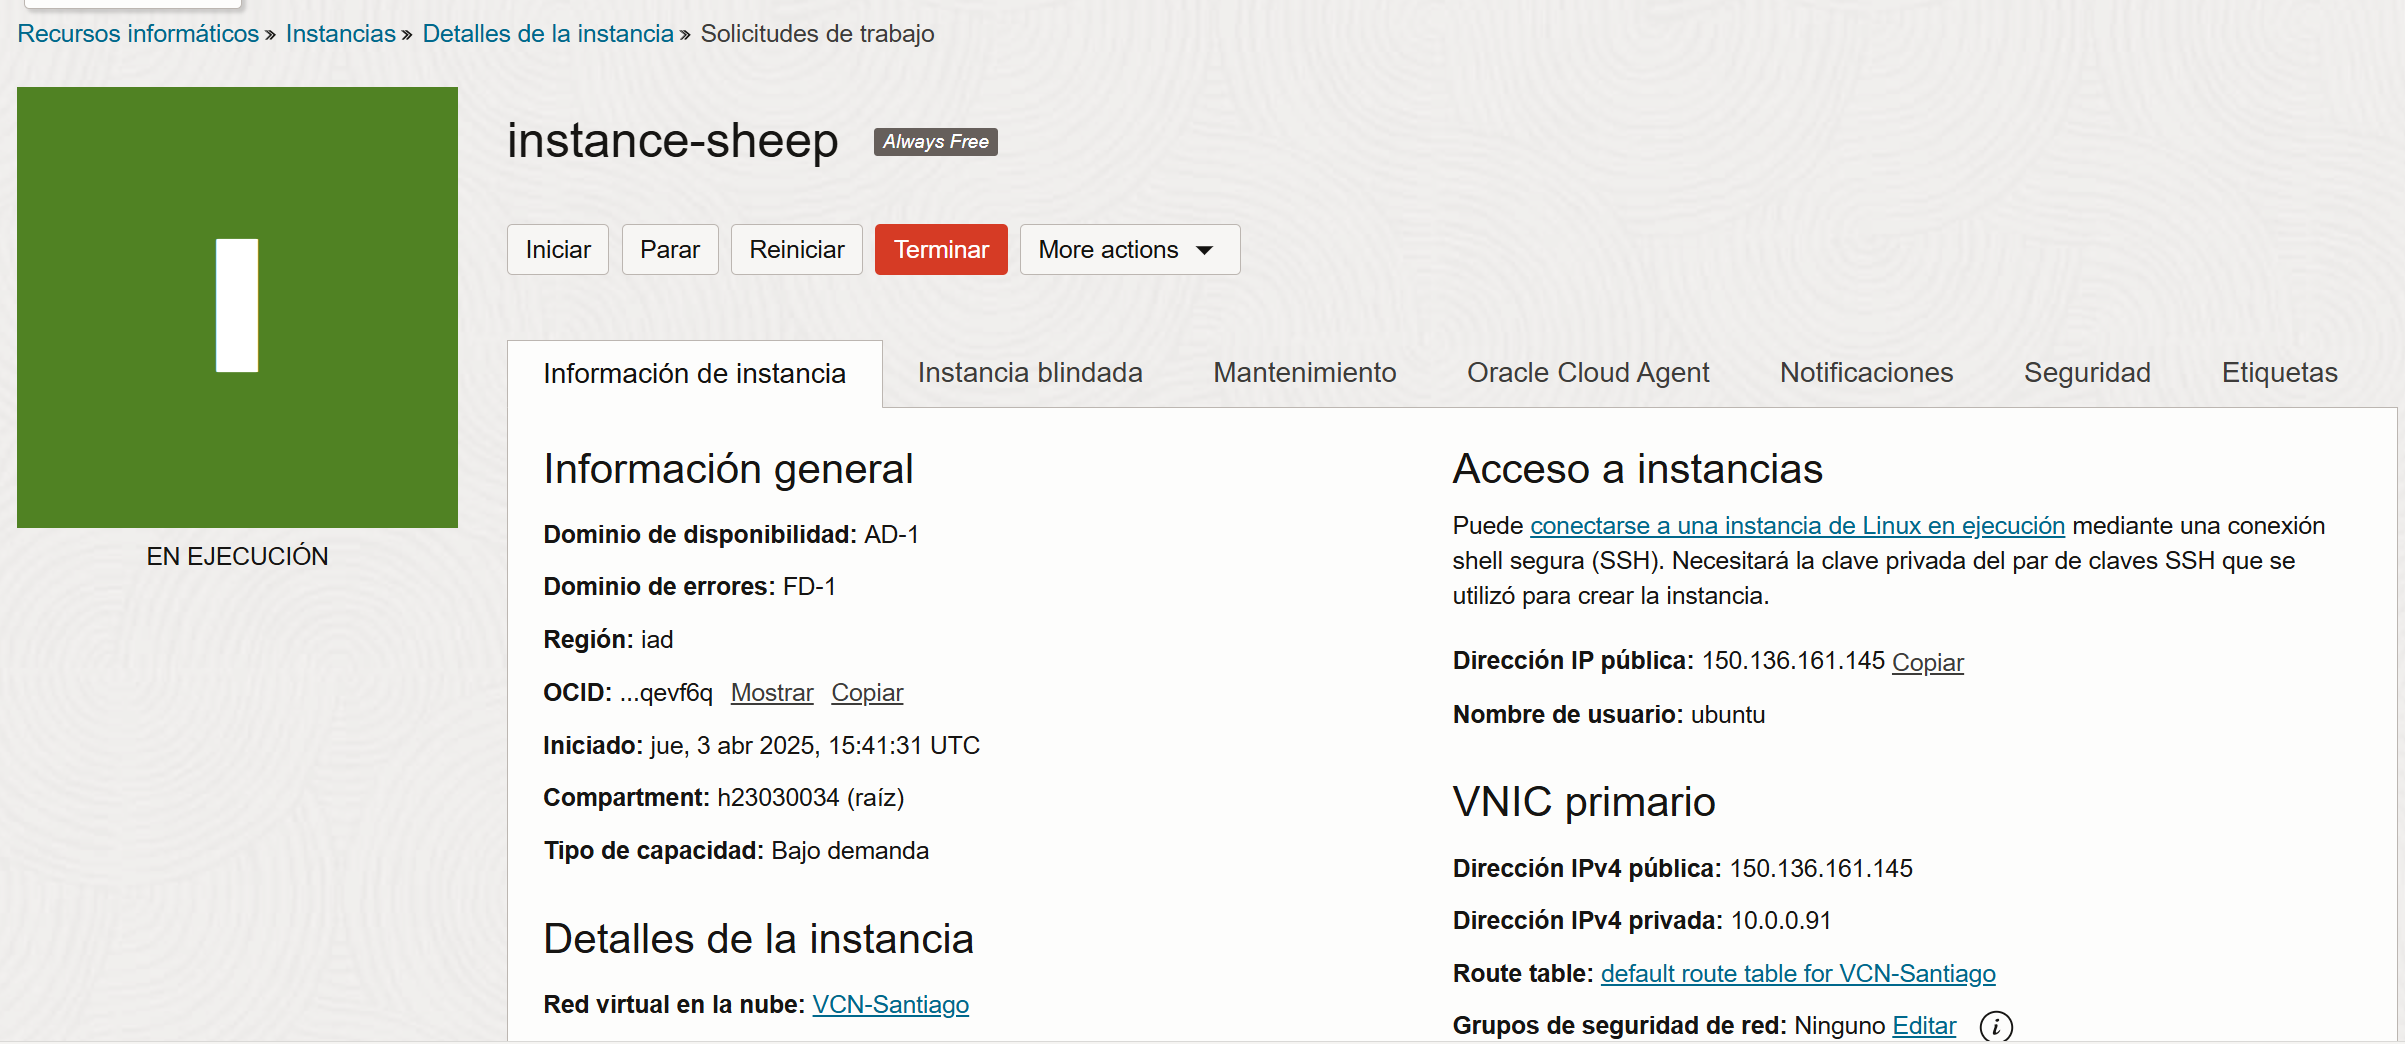 Recursos informáticos » Instancias » Detalles de la instancia » Solicitudes de trabajo
I
EN EJECUCIÓN
instance-sheep Always Free
Iniciar Parar Reiniciar Terminar More actions
Información de instancia Instancia blindada Mantenimiento Oracle Cloud Agent Notificaciones Seguridad Etiquetas
Información general
Dominio de disponibilidad: AD-1
Dominio de errores: FD-1
Región: iad
OCID: ...qevf6q Mostrar Copiar
Iniciado: jue, 3 abr 2025, 15:41:31 UTC
Compartment: h23030034 (raíz)
Tipo de capacidad: Bajo demanda
Detalles de la instancia
Red virtual en la nube: VCN-Santiago
Acceso a instancias
Puede conectarse a una instancia de Linux en ejecución mediante una conexión
shell segura (SSH). Necesitará la clave privada del par de claves SSH que se
utilizó para crear la instancia.
Dirección IP pública: 150.136.161.145 Copiar
Nombre de usuario: ubuntu
VNIC primario
Dirección IPv4 pública: 150.136.161.145
Dirección IPv4 privada: 10.0.0.91
Route table: default route table for VCN-Santiago
Grupos de seguridad de red: Ninguno Editar i